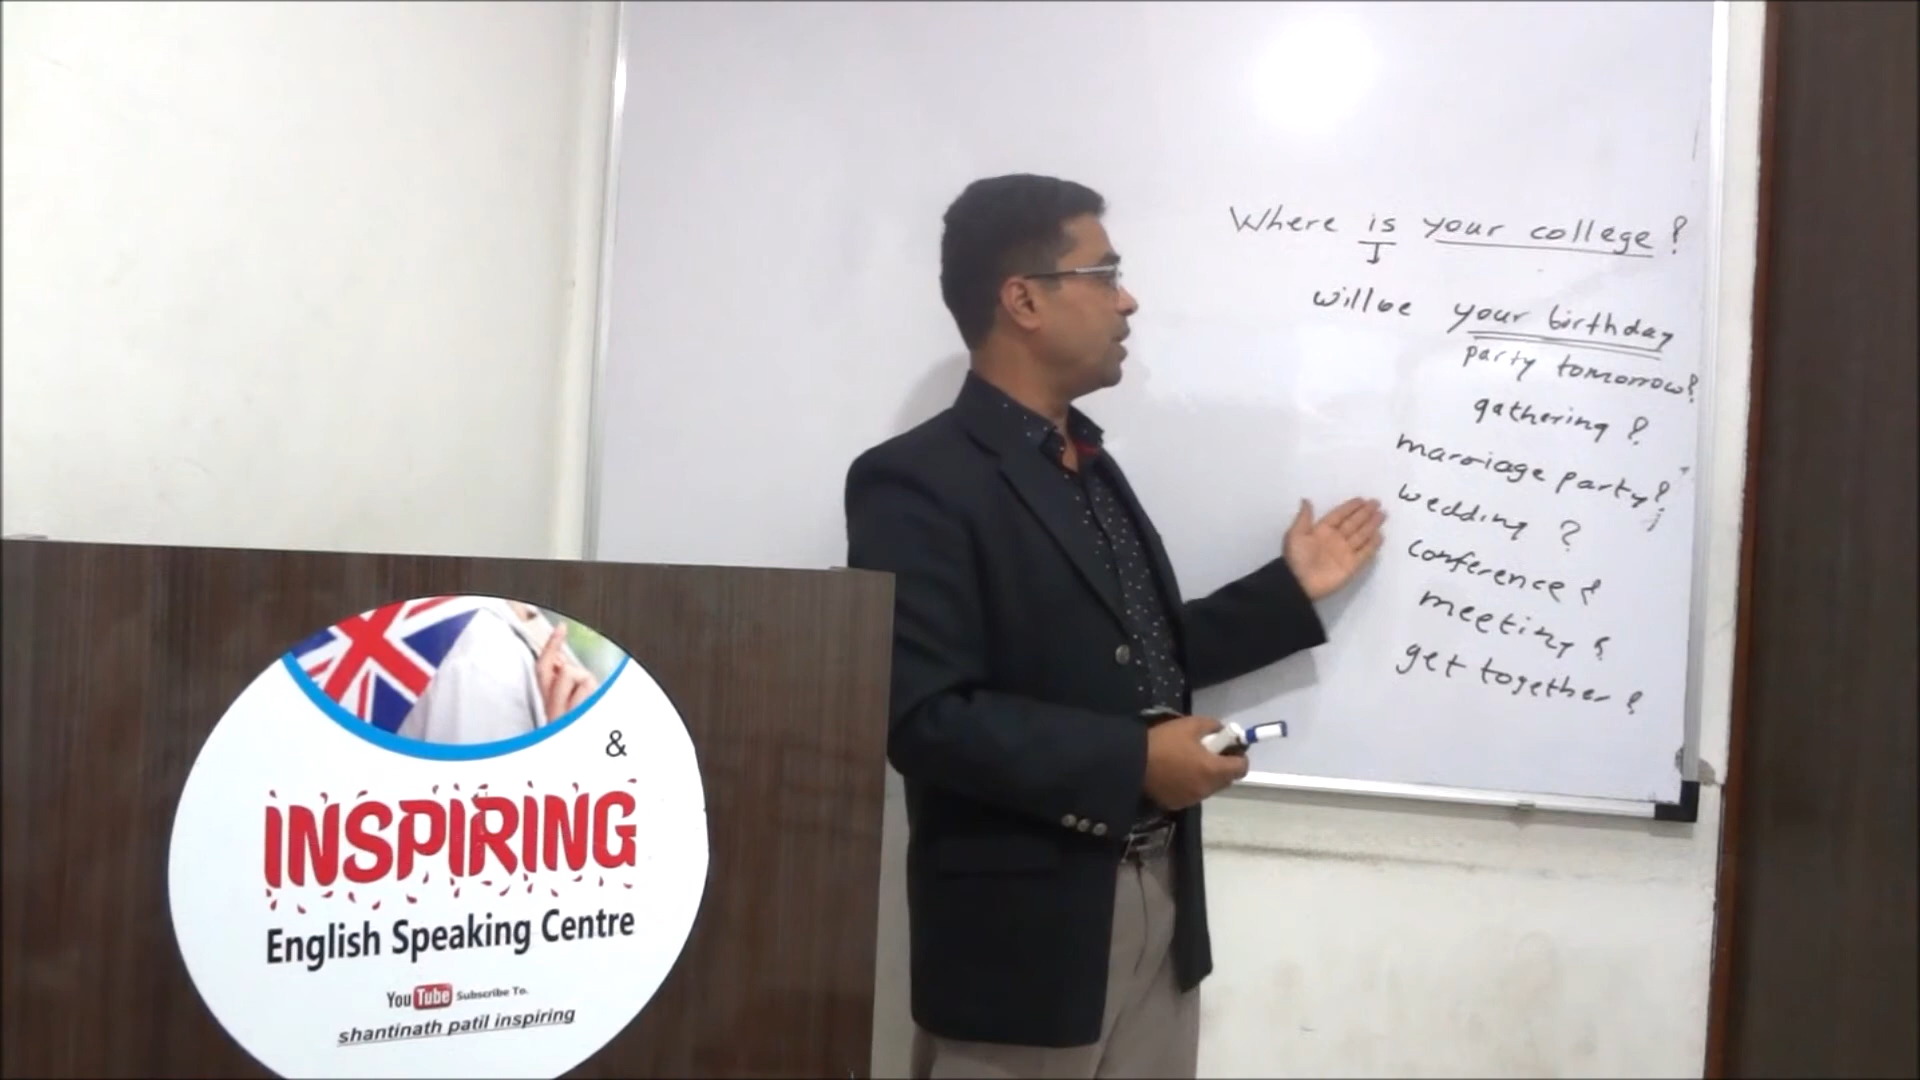 Where is your college?
I
will be your birthday
party tomorrow?
gathering?
marriage party?
wedding?
conference?
meeting?
get together?
&
INSPIRING
English Speaking Centre
YouTube Subscribe To.
shantinath patil inspiring